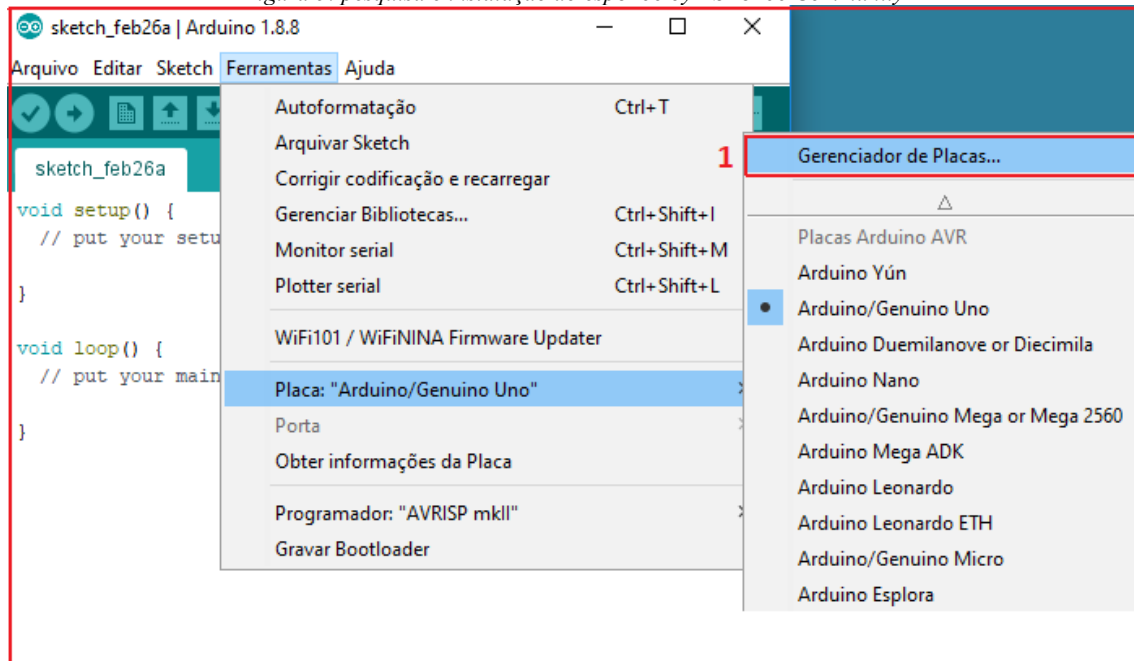 sketch_feb26a | Arduino 1.8.8
Arquivo Editar Sketch Ferramentas Ajuda
sketch_feb26a
void setup() {
// put your setu
}
void loop() {
// put your main
}
Autoformatação Ctrl+T
Arquivar Sketch
Corrigir codificação e recarregar
Gerenciar Bibliotecas... Ctrl+Shift+I
Monitor serial Ctrl+Shift+M
Plotter serial Ctrl+Shift+L
WiFi101 / WiFiNINA Firmware Updater
Placa: "Arduino/Genuino Uno"
Porta
Obter informações da Placa
Programador: "AVRISP mkII"
Gravar Bootloader
1
Gerenciador de Placas...
Placas Arduino AVR
Arduino Yún
Arduino/Genuino Uno
Arduino Duemilanove or Diecimila
Arduino Nano
Arduino/Genuino Mega or Mega 2560
Arduino Mega ADK
Arduino Leonardo
Arduino Leonardo ETH
Arduino/Genuino Micro
Arduino Esplora